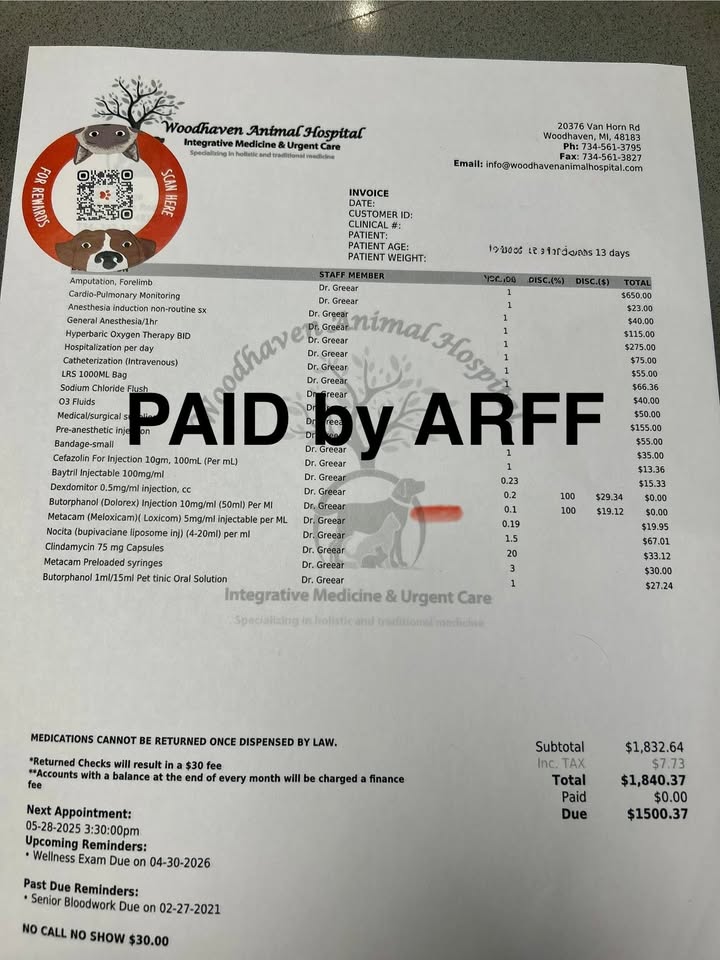 Woodhaven Animal Hospital
Integrative Medicine & Urgent Care
Specializing in holistic and traditional medicine
FOR REWARDS
SCAN HERE
20376 Van Horn Rd
Woodhaven, MI, 48183
Ph: 734-561-3795
Fax: 734-561-3827
Email: info@woodhavenanimalhospital.com
INVOICE
DATE:
CUSTOMER ID:
CLINICAL #:
PATIENT:
PATIENT AGE: 13 days
PATIENT WEIGHT:
STAFF MEMBER DISC.(%) DISC.($) TOTAL
Amputation, Forelimb Dr. Greear 1 $650.00
Cardio-Pulmonary Monitoring Dr. Greear 1 $23.00
Anesthesia induction non-routine sx Dr. Greear 1 $40.00
General Anesthesia/1hr Dr. Greear 1 $115.00
Hyperbaric Oxygen Therapy BID Dr. Greear 1 $275.00
Hospitalization per day Dr. Greear 1 $75.00
Catheterization (Intravenous) Dr. Greear 1 $55.00
LRS 1000ML Bag Dr. Greear 1 $66.36
Sodium Chloride Flush Dr. Greear 1 $40.00
O3 Fluids Dr. $50.00
Medical/surgical Dr. Greear $155.00
Pre-anesthetic injection Dr. $55.00
Bandage-small Dr. Greear 1 $35.00
Cefazolin For Injection 10gm, 100mL (Per mL) Dr. Greear 1 $13.36
Baytril Injectable 100mg/ml Dr. Greear 0.23 $15.33
Dexdomitor 0.5mg/ml injection, cc Dr. Greear 0.2 100 $29.34 $0.00
Butorphanol (Dolorex) Injection 10mg/ml (50ml) Per Ml Dr. Greear 0.1 100 $19.12 $0.00
Metacam (Meloxicam)( Loxicom) 5mg/ml injectable per ML Dr. Greear 0.19 $19.95
Nocita (bupivaciane liposome inj) (4-20ml) per ml Dr. Greear 1.5 $67.01
Clindamycin 75 mg Capsules Dr. Greear 20 $33.12
Metacam Preloaded syringes Dr. Greear 3 $30.00
Butorphanol 1ml/15ml Pet tinic Oral Solution Dr. Greear 1 $27.24
Woodhaven Animal Hospital
PAID by ARFF
Integrative Medicine & Urgent Care
Specializing in holistic and traditional medicine
MEDICATIONS CANNOT BE RETURNED ONCE DISPENSED BY LAW.
*Returned Checks will result in a $30 fee
**Accounts with a balance at the end of every month will be charged a finance
fee
Subtotal $1,832.64
Inc. TAX $7.73
Total $1,840.37
Paid $0.00
Due $1500.37
Next Appointment:
05-28-2025 3:30:00pm
Upcoming Reminders:
• Wellness Exam Due on 04-30-2026
Past Due Reminders:
• Senior Bloodwork Due on 02-27-2021
NO CALL NO SHOW $30.00